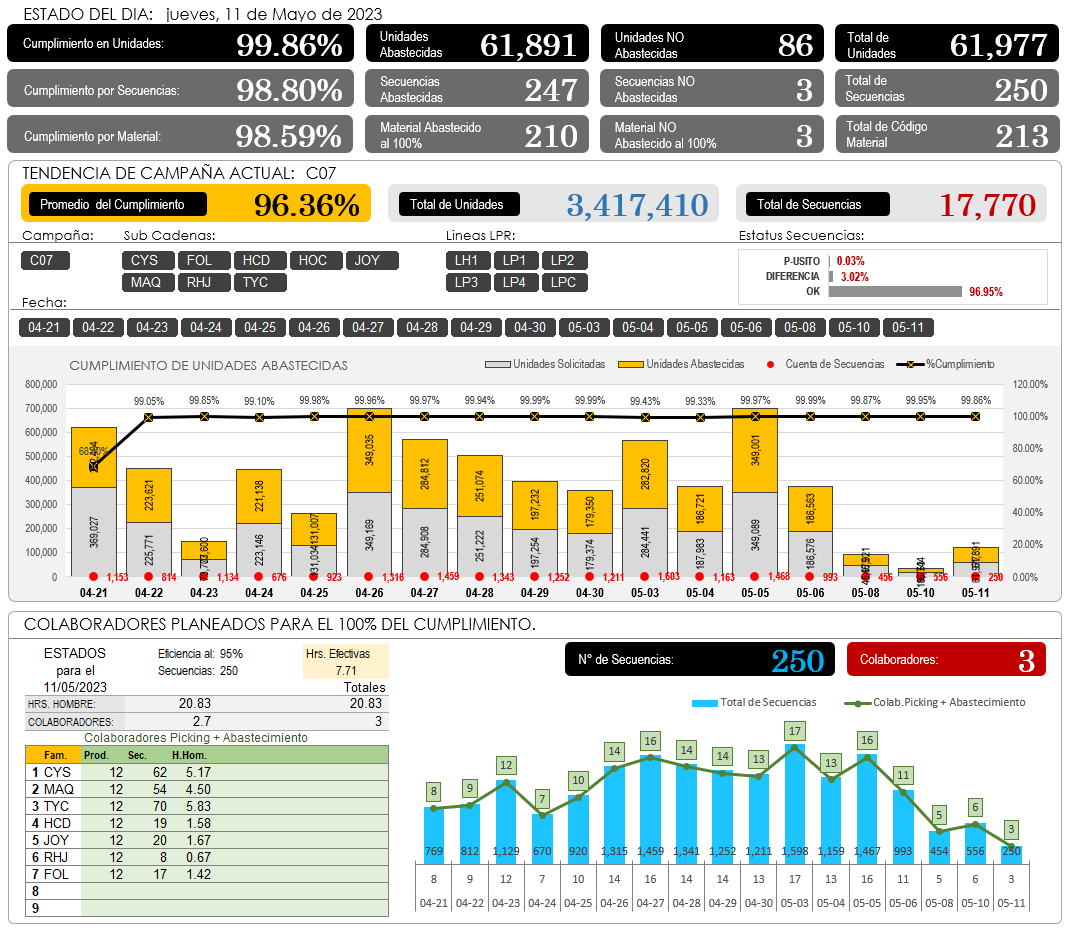 ESTADO DEL DIA: jueves, 11 de Mayo de 2023
Cumplimiento en Unidades: 99.86%
Unidades Abastecidas 61,891
Unidades NO Abastecidas 86
Total de Unidades 61,977
Cumplimiento por Secuencias: 98.80%
Secuencias Abastecidas 247
Secuencias NO Abastecidas 3
Total de Secuencias 250
Cumplimiento por Material: 98.59%
Material Abastecido al 100% 210
Material NO Abastecido al 100% 3
Total de Código Material 213
TENDENCIA DE CAMPAÑA ACTUAL: C07
Promedio del Cumplimiento 96.36%
Total de Unidades 3,417,410
Total de Secuencias 17,770
Campaña: Sub Cadenas: Lineas LPR: Estatus Secuencias:
C07 CYS FOL HCD HOC JOY LH1 LP1 LP2
MAQ RHJ TYC LP3 LP4 LPC
P-USITO 0.03%
DIFERENCIA 3.02%
OK 96.95%
Fecha:
04-21 04-22 04-23 04-24 04-25 04-26 04-27 04-28 04-29 04-30 05-03 05-04 05-05 05-06 05-08 05-10 05-11
CUMPLIMIENTO DE UNIDADES ABASTECIDAS
Unidades Solicitadas Unidades Abastecidas Cuenta de Secuencias %Cumplimiento
800,000 700,000 600,000 500,000 400,000 300,000 200,000 100,000 0
120.00% 100.00% 80.00% 60.00% 40.00% 20.00% 0.00%
99.05% 99.85% 99.10% 99.98% 99.96% 99.97% 99.94% 99.99% 99.99% 99.43% 99.33% 99.97% 99.99% 99.87% 99.95% 99.86%
223,621 221,138 131,007 349,035 284,812 251,074 197,232 179,350 282,820 186,721 349,001 186,563
369,027 225,771 223,146 131,034 349,169 284,908 251,222 197,254 179,374 284,441 187,983 349,089 186,576
1,153 814 1,134 676 923 1,316 1,459 1,343 1,252 1,211 1,603 1,163 1,468 993 456 556 250
04-21 04-22 04-23 04-24 04-25 04-26 04-27 04-28 04-29 04-30 05-03 05-04 05-05 05-06 05-08 05-10 05-11
COLABORADORES PLANEADOS PARA EL 100% DEL CUMPLIMIENTO.
ESTADOS para el 11/05/2023
Eficiencia al: 95%
Secuencias: 250
Hrs. Efectivas
7.71
Totales
HRS. HOMBRE: 20.83 20.83
COLABORADORES: 2.7 3
Colaboradores Picking + Abastecimiento
Fam. Prod. Sec. H.Hom.
1 CYS 12 62 5.17
2 MAQ 12 54 4.50
3 TYC 12 70 5.83
4 HCD 12 19 1.58
5 JOY 12 20 1.67
6 RHJ 12 8 0.67
7 FOL 12 17 1.42
8
9
N° de Secuencias: 250
Colaboradores: 3
Total de Secuencias Colab.Picking + Abastecimiento
8 9 12 7 10 14 16 14 14 13 17 13 16 11 5 6 3
769 812 1,129 670 920 1,315 1,459 1,341 1,252 1,211 1,598 1,159 1,467 993 454 556 250
8 9 12 7 10 14 16 14 14 13 17 13 16 11 5 6 3
04-21 04-22 04-23 04-24 04-25 04-26 04-27 04-28 04-29 04-30 05-03 05-04 05-05 05-06 05-08 05-10 05-11